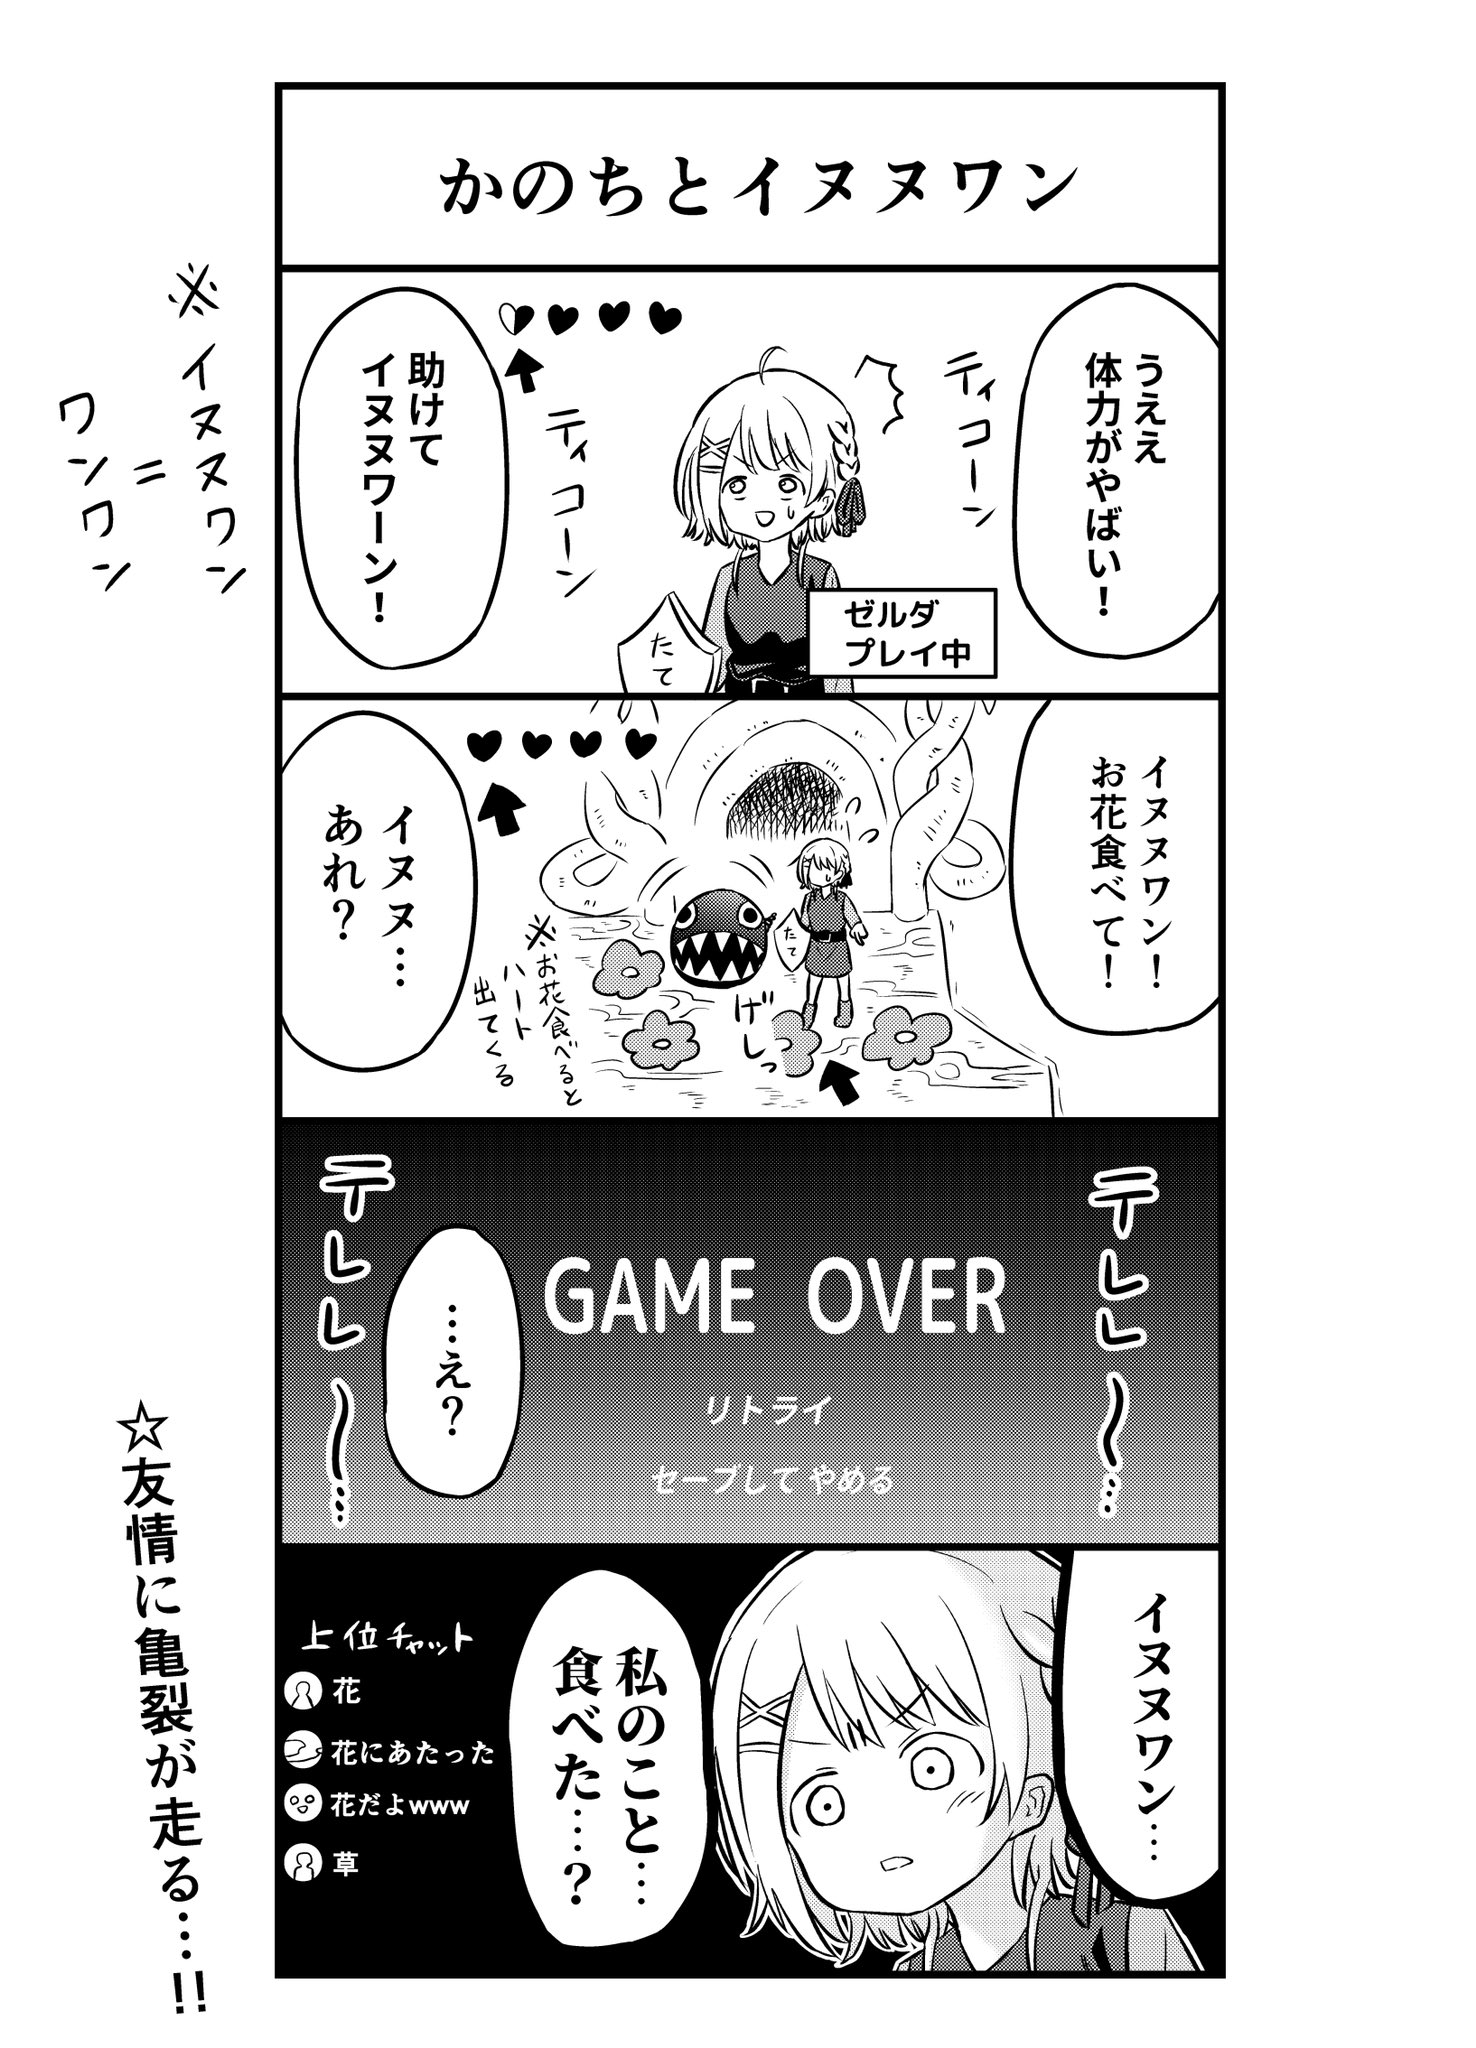 かのちとイヌヌワン
※イヌヌワン
=
ワンワン
うええ
体力がやばい！
ティコーン
ティコーン
助けて
イヌヌワーン！
たて
ゼルダ
プレイ中
イヌヌワン！
お花食べて！
たて
げしっ
※お花食べると
ハート
出てくる
イヌヌ…
あれ？
テレレ〜…
GAME OVER
リトライ
セーブしてやめる
…え？
テレレ〜…
イヌヌワン…
私のこと…
食べた…？
上位チャット
花
花にあたった
花だよwww
草
☆友情に亀裂が走る…!!